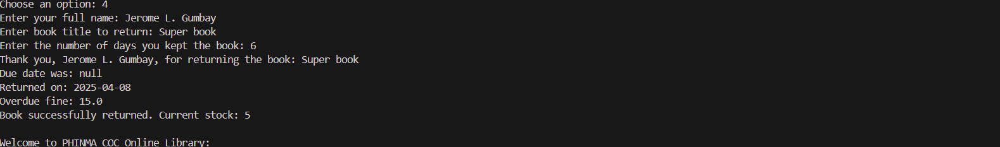 Choose an option: 4
Enter your full name: Jerome L. Gumbay
Enter book title to return: Super book
Enter the number of days you kept the book: 6
Thank you, Jerome L. Gumbay, for returning the book: Super book
Due date was: null
Returned on: 2025-04-08
Overdue fine: 15.0
Book successfully returned. Current stock: 5
Welcome to PHINMA COC Online Library: